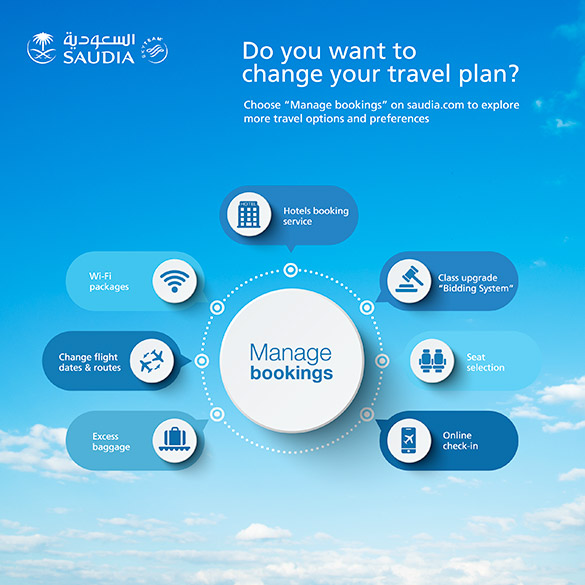 السعودية
SAUDIA
SKYTEAM
Do you want to
change your travel plan?
Choose “Manage bookings” on saudia.com to explore
more travel options and preferences
HOTEL
Hotels booking
service
Wi-Fi
packages
Class upgrade
“Bidding System”
Change flight
dates & routes
Manage
bookings
Seat
selection
Excess
baggage
Online
check-in